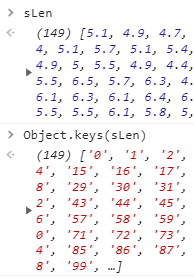 > sLen
(149) [5.1, 4.9, 4.7,
4, 5.1, 5.7, 5.1, 5.4,
4.9, 5, 5.5, 4.9, 4.4,
5.5, 6.5, 5.7, 6.3, 4.
6.1, 6.3, 6.1, 6.4, 6.
5.5, 5.5, 6.1, 5.8, 5,
> Object.keys(sLen)
(149) ['0', '1', '2'
4', '15', '16', '17'
8', '29', '30', '31'
2', '43', '44', '45'
6', '57', '58', '59'
0', '71', '72', '73'
4', '85', '86', '87'
8', '99', …]